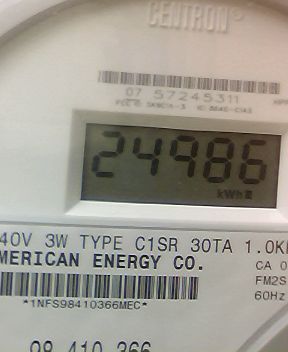 CENTRON®
07 57245311
24986
kWh
40V 3W TYPE C1SR 30TA 1.0K
MERICAN ENERGY CO.
CA 0
FM2S
60Hz
*1NFS98410366MEC*
98 410 366